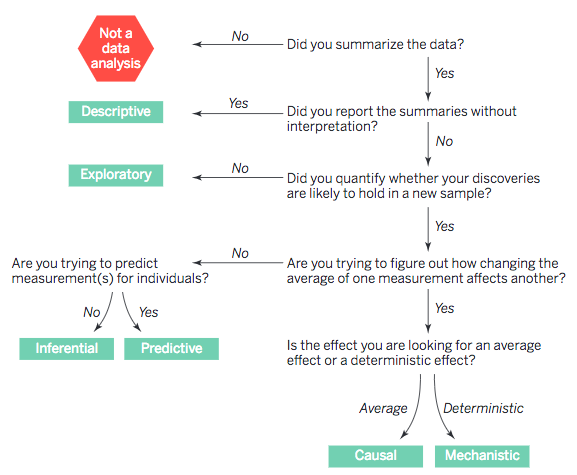 Not a
data
analysis
No
Did you summarize the data?
Yes
Descriptive
Yes
Did you report the summaries without
interpretation?
No
Exploratory
No
Did you quantify whether your discoveries
are likely to hold in a new sample?
Yes
Are you trying to predict
measurement(s) for individuals?
No
Are you trying to figure out how changing the
average of one measurement affects another?
No
Yes
Yes
Inferential
Predictive
Is the effect you are looking for an average
effect or a deterministic effect?
Average
Deterministic
Causal
Mechanistic